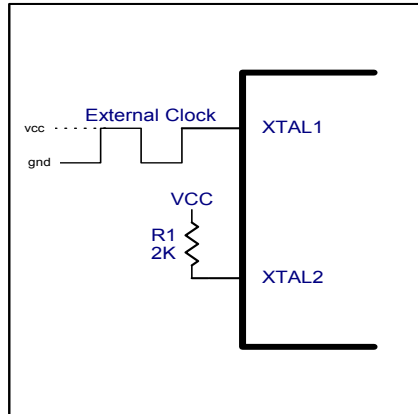 External Clock
vcc
XTAL1
gnd
VCC
R1
2K
XTAL2